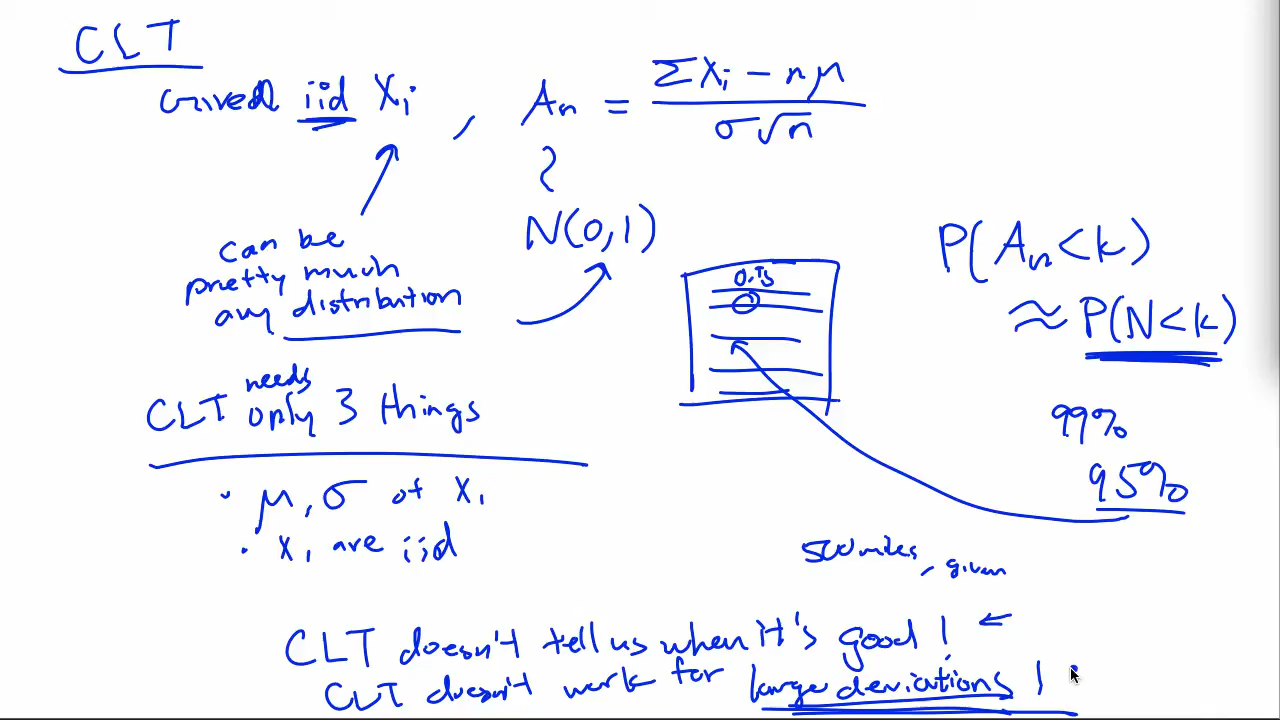 CLT
Given iid Xi , An = ΣXi - nμ / σ√n
N(0,1)
can be
pretty much
any distribution
P(An<k)
≈ P(N<k)
CLT needs only 3 things
99%
95%
• μ, σ of Xi
• Xi are iid
500 miles, given
CLT doesn't tell us when it's good! ←
CLT doesn't work for large deviations!